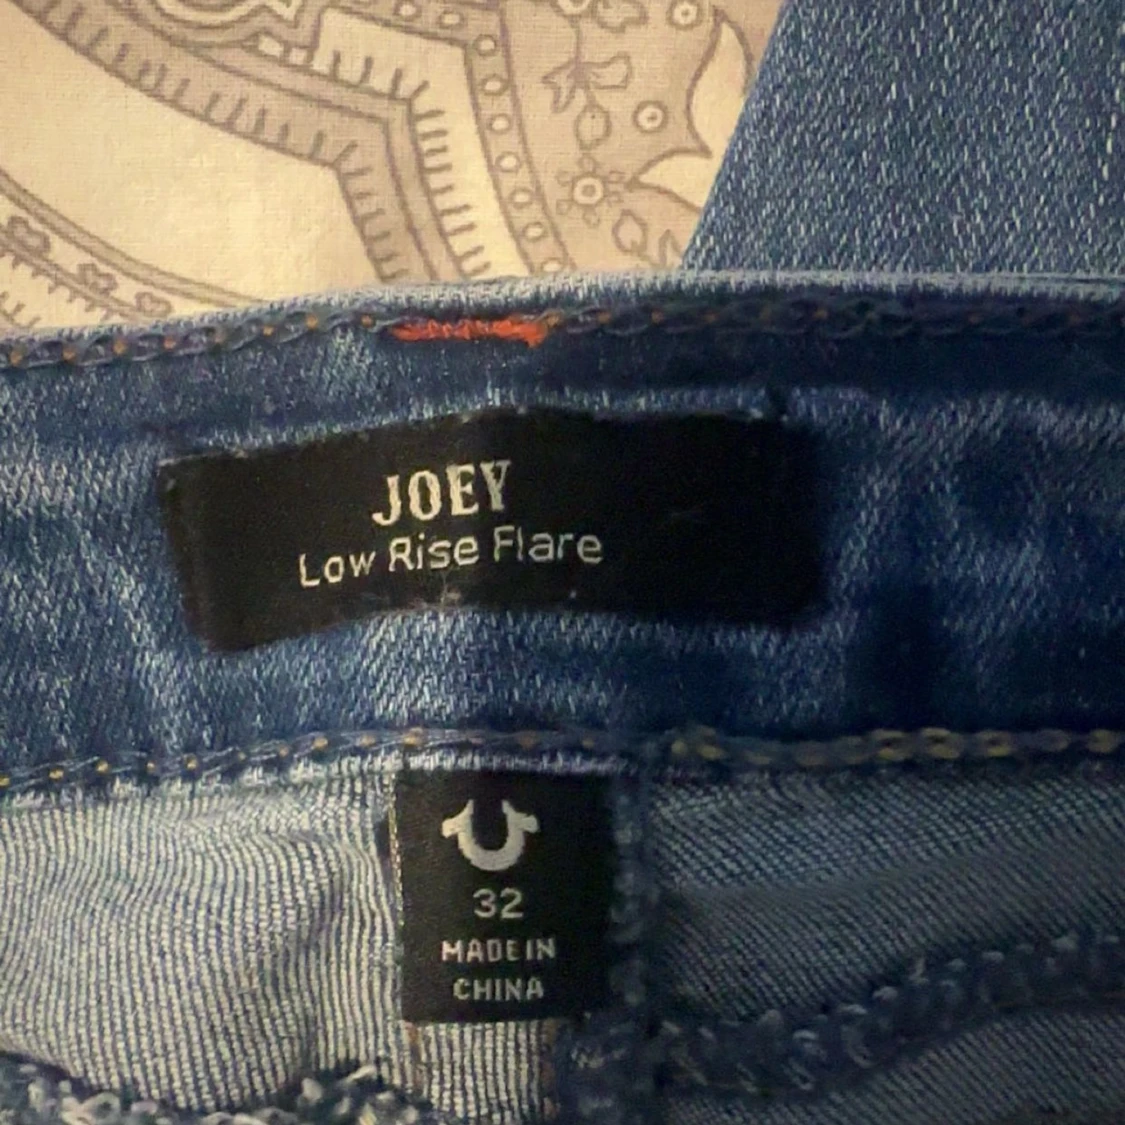 JOEY
Low Rise Flare
32
MADE IN
CHINA